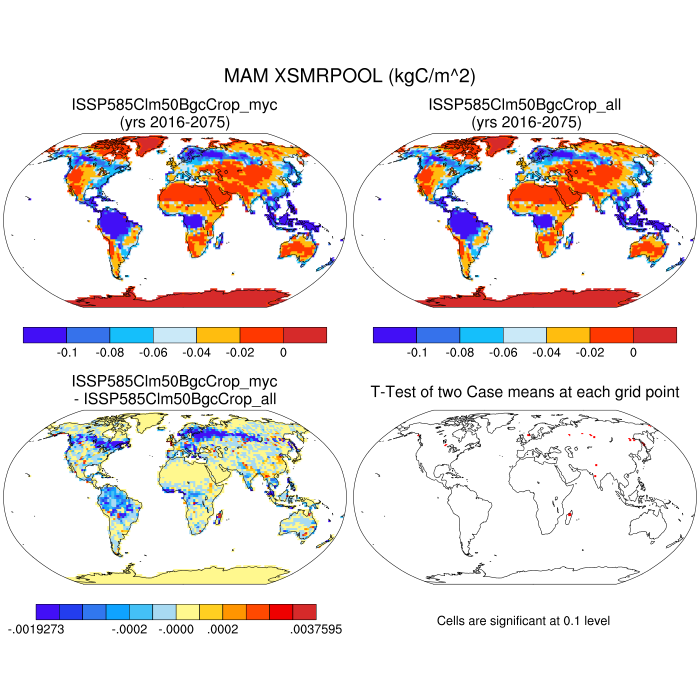 MAM XSMRPOOL (kgC/m^2)
ISSP585Clm50BgcCrop_myc
(yrs 2016-2075)
ISSP585Clm50BgcCrop_all
(yrs 2016-2075)
-0.1 -0.08 -0.06 -0.04 -0.02 0
-0.1 -0.08 -0.06 -0.04 -0.02 0
ISSP585Clm50BgcCrop_myc
- ISSP585Clm50BgcCrop_all
T-Test of two Case means at each grid point
-.0019273 -.0002 -.0000 .0002 .0037595
Cells are significant at 0.1 level